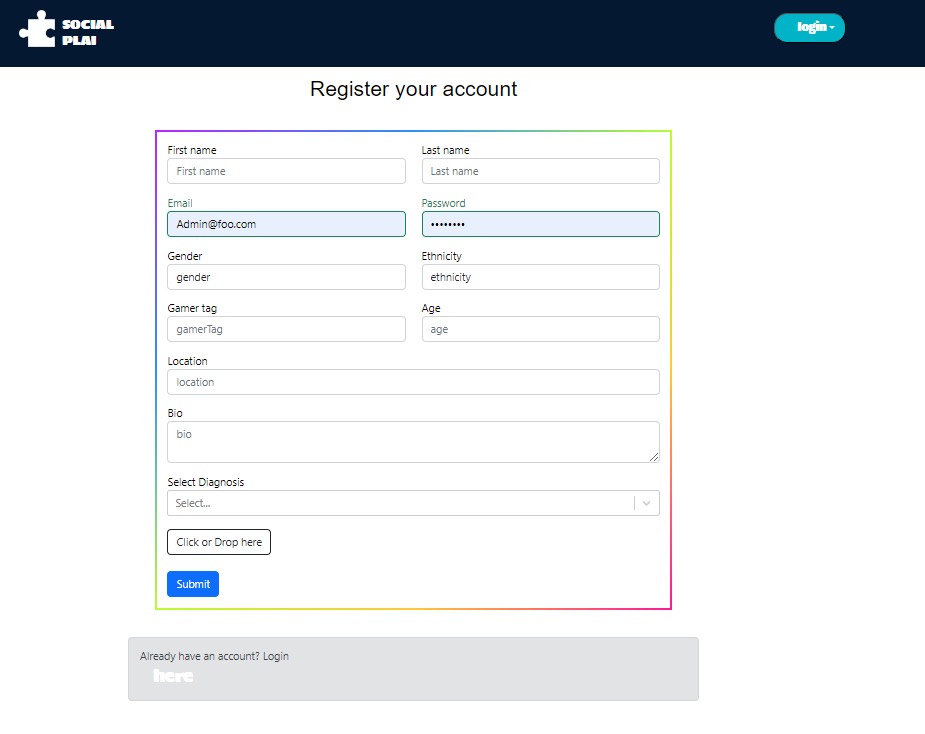 SOCIAL
PLAI
login
Register your account
First name
Last name
First name
Last name
Email
Password
Admin@foo.com
••••••••
Gender
Ethnicity
gender
ethnicity
Gamer tag
Age
gamerTag
age
Location
location
Bio
bio
Select Diagnosis
Select...
Click or Drop here
Submit
Already have an account? Login
here